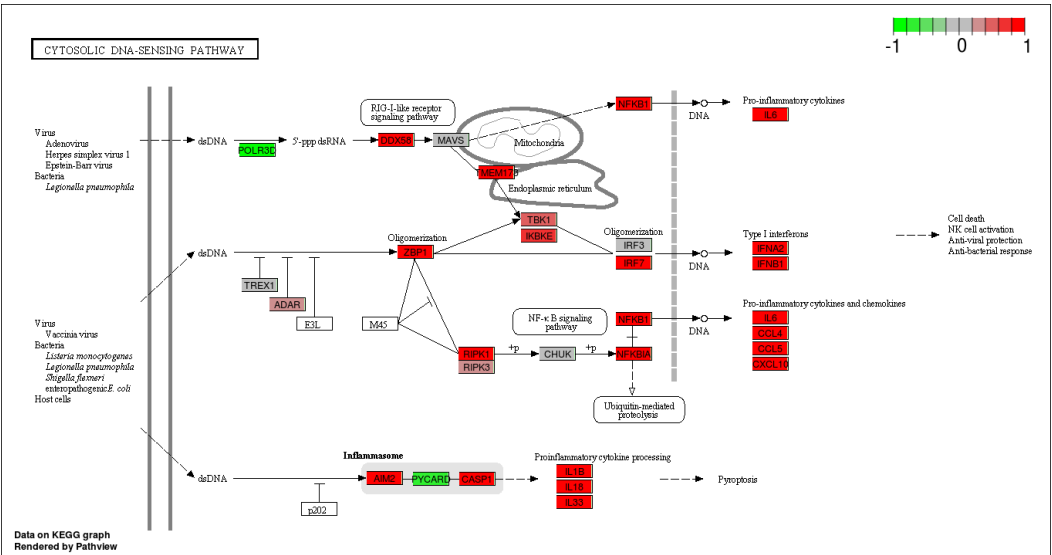 CYTOSOLIC DNA-SENSING PATHWAY
-1 0 1
Virus
Adenovirus
Herpes simplex virus 1
Epstein-Barr virus
Bacteria
Legionella pneumophila
dsDNA
POLR3D
5'-ppp dsRNA
RIG-I-like receptor
signaling pathway
DDX58
MAVS
Mitochondria
TMEM173
Endoplasmic reticulum
NFKB1
DNA
Pro-inflammatory cytokines
IL6
TBK1
IKBKE
dsDNA
TREX1
ADAR
E3L
Oligomerization
ZBP1
Oligomerization
IRF3
IRF7
DNA
Type I interferons
IFNA2
IFNB1
Cell death
NK cell activation
Anti-viral protection
Anti-bacterial response
Virus
Vaccinia virus
Bacteria
Listeria monocytogenes
Legionella pneumophila
Shigella flexneri
enteropathogenic E. coli
Host cells
M45
RIPK1
RIPK3
+p
CHUK
+p
NF-κ B signaling
pathway
NFKB1
NFKBIA
DNA
Pro-inflammatory cytokines and chemokines
IL6
CCL4
CCL5
CXCL10
Ubiquitin-mediated
proteolysis
dsDNA
p202
Inflammasome
AIM2
PYCARD
CASP1
Proinflammatory cytokine processing
IL1B
IL18
IL33
Pyroptosis
Data on KEGG graph
Rendered by Pathview